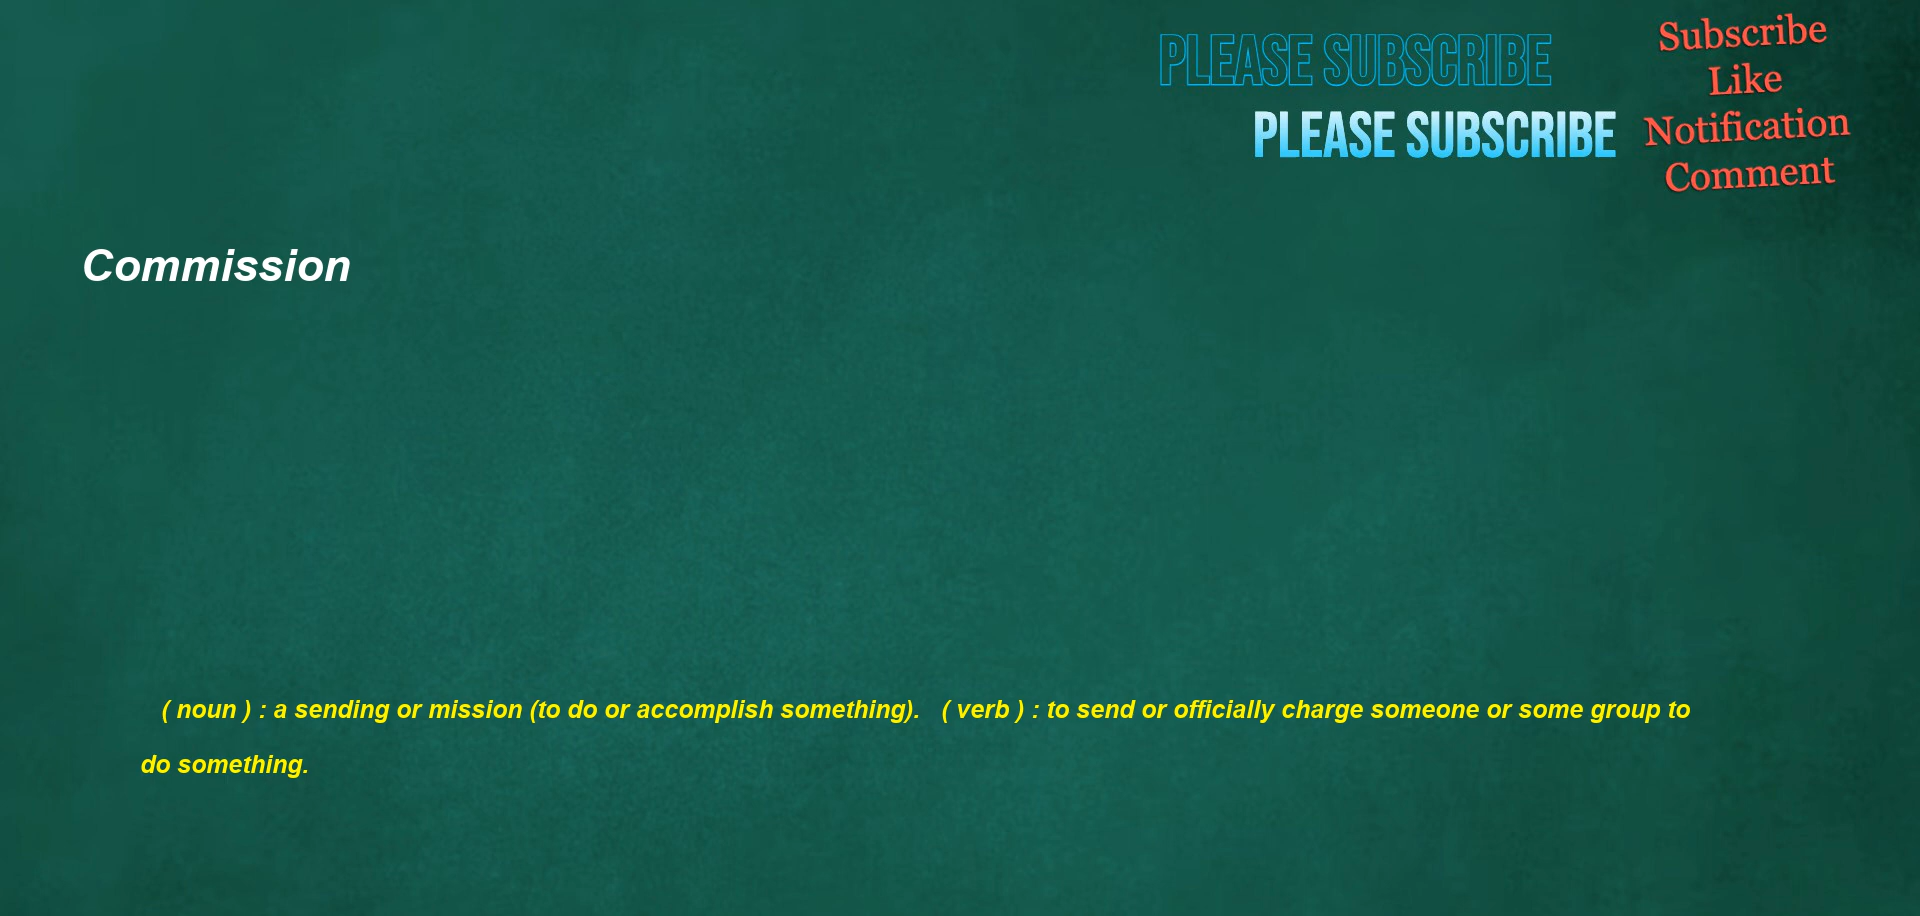 PLEASE SUBSCRIBE
PLEASE SUBSCRIBE
Subscribe
Like
Notification
Comment
Commission
( noun ) : a sending or mission (to do or accomplish something). ( verb ) : to send or officially charge someone or some group to
do something.